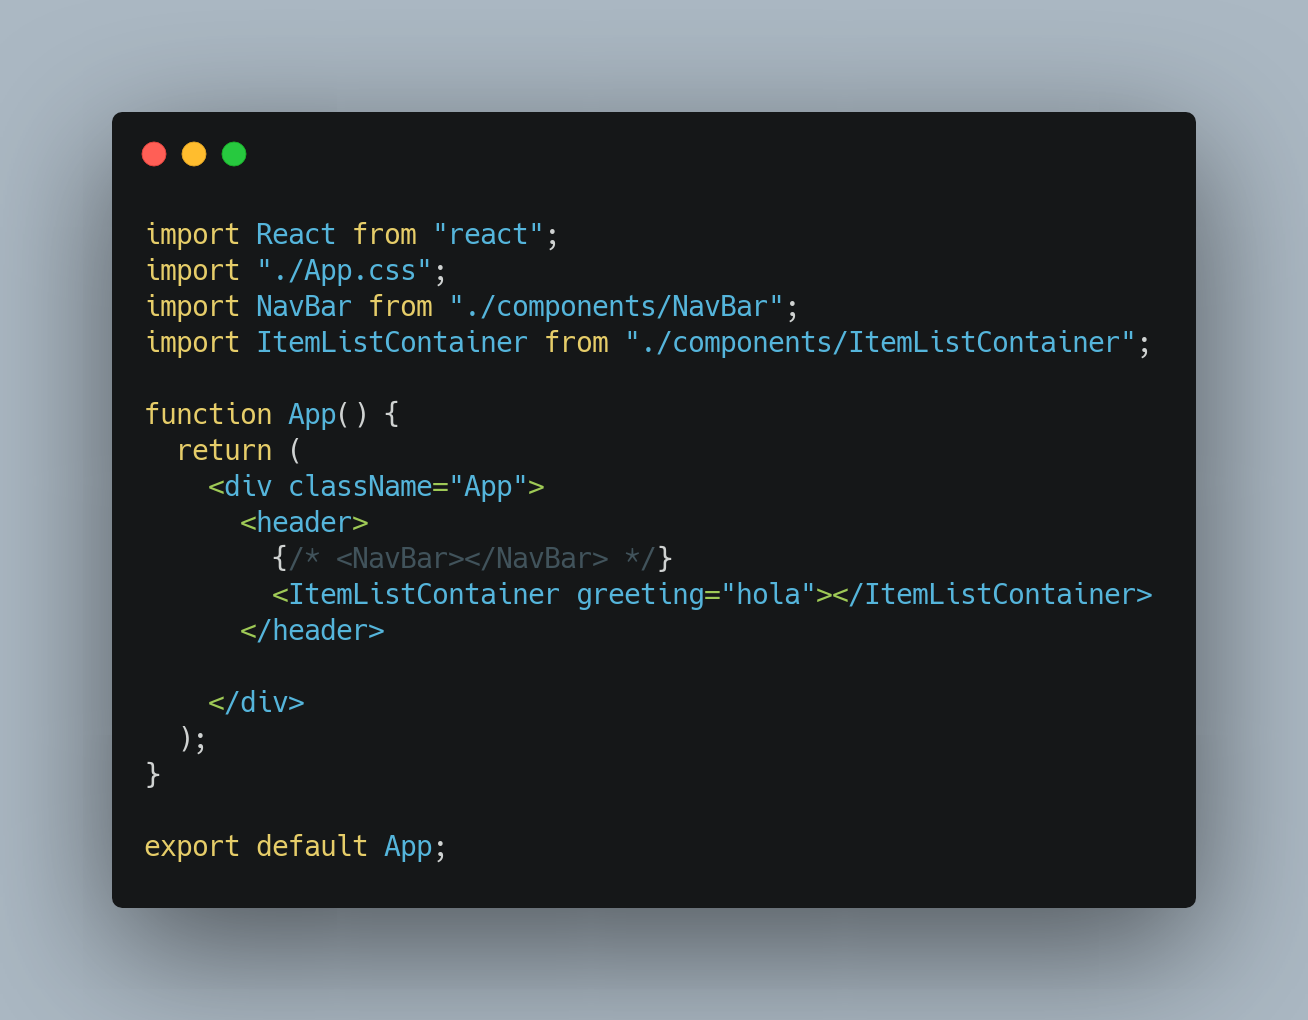 import React from "react";
import "./App.css";
import NavBar from "./components/NavBar";
import ItemListContainer from "./components/ItemListContainer";

function App() {
  return (
    <div className="App">
      <header>
        {/* <NavBar></NavBar> */}
        <ItemListContainer greeting="hola"></ItemListContainer>
      </header>

    </div>
  );
}

export default App;